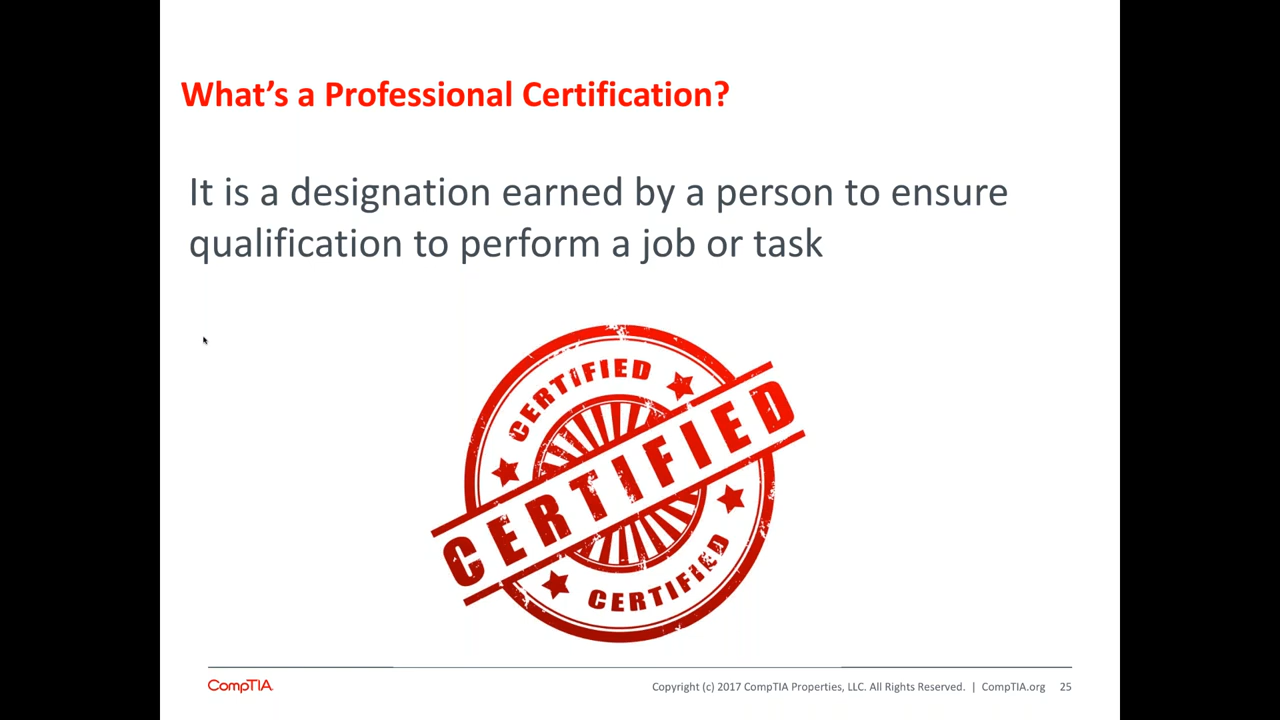 What's a Professional Certification?
It is a designation earned by a person to ensure
qualification to perform a job or task
CERTIFIED
CERTIFIED
CERTIFIED
CompTIA
Copyright (c) 2017 CompTIA Properties, LLC. All Rights Reserved. | CompTIA.org 25